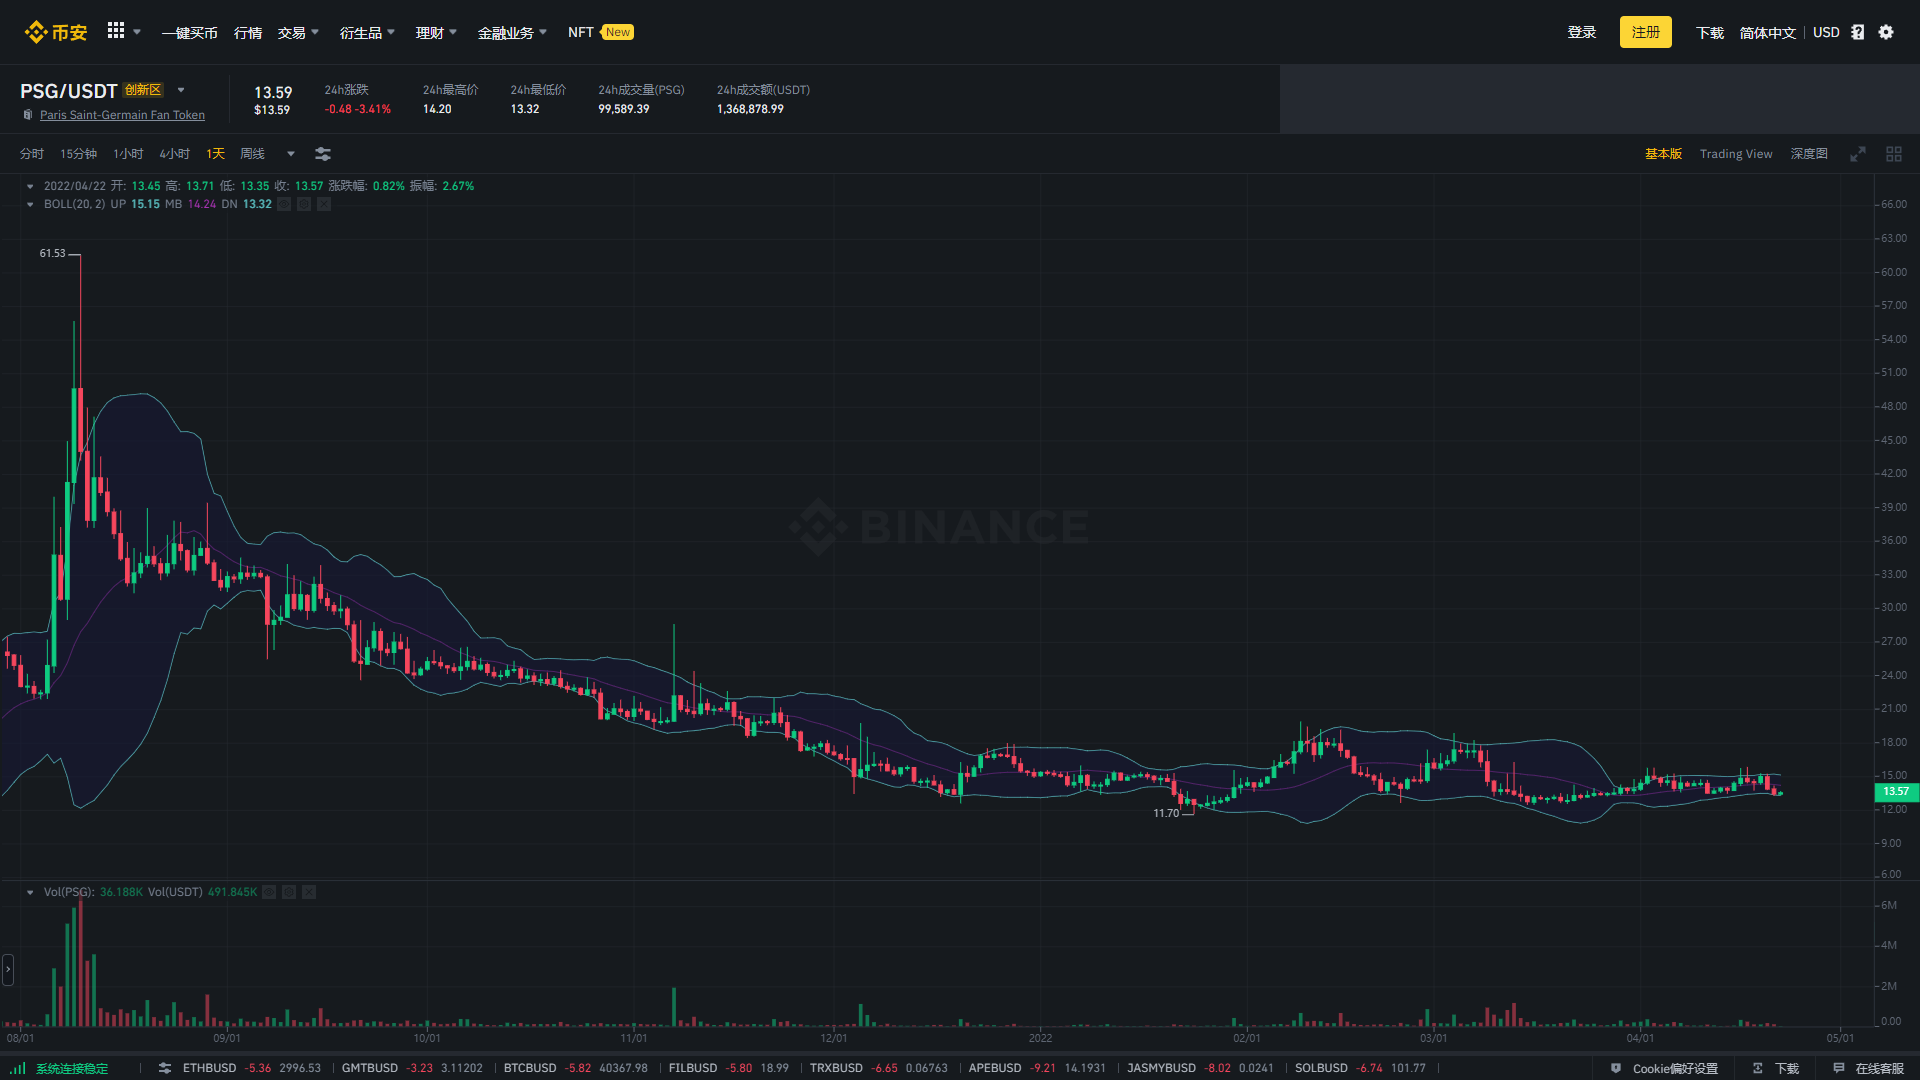 币安 一键买币 行情 交易 衍生品 理财 金融业务 NFT New 登录 注册 下载 简体中文 USD
PSG/USDT 创新区
Paris Saint-Germain Fan Token
13.59
$13.59
24h涨跌
-0.48 -3.41%
24h最高价
14.20
24h最低价
13.32
24h成交量(PSG)
99,589.39
24h成交额(USDT)
1,368,878.99
分时 15分钟 1小时 4小时 1天 周线 基本版 Trading View 深度图
2022/04/22 开: 13.45 高: 13.71 低: 13.35 收: 13.57 涨跌幅: 0.82% 振幅: 2.67%
BOLL(20, 2) UP 15.15 MB 14.24 DN 13.32
61.53
11.70
BINANCE
66.00
63.00
60.00
57.00
54.00
51.00
48.00
45.00
42.00
39.00
36.00
33.00
30.00
27.00
24.00
21.00
18.00
15.00
13.57
12.00
9.00
6.00
Vol(PSG): 36.188K Vol(USDT) 491.845K
6M
4M
2M
0.00
08/01 09/01 10/01 11/01 12/01 2022 02/01 03/01 04/01 05/01
系统连接稳定 ETHBUSD -5.36 2996.53 GMTBUSD -3.23 3.11202 BTCBUSD -5.82 40367.98 FILBUSD -5.80 18.99 TRXBUSD -6.65 0.06763 APEBUSD -9.21 14.1931 JASMYBUSD -8.02 0.0241 SOLBUSD -6.74 101.77 Cookie偏好设置 下载 在线客服